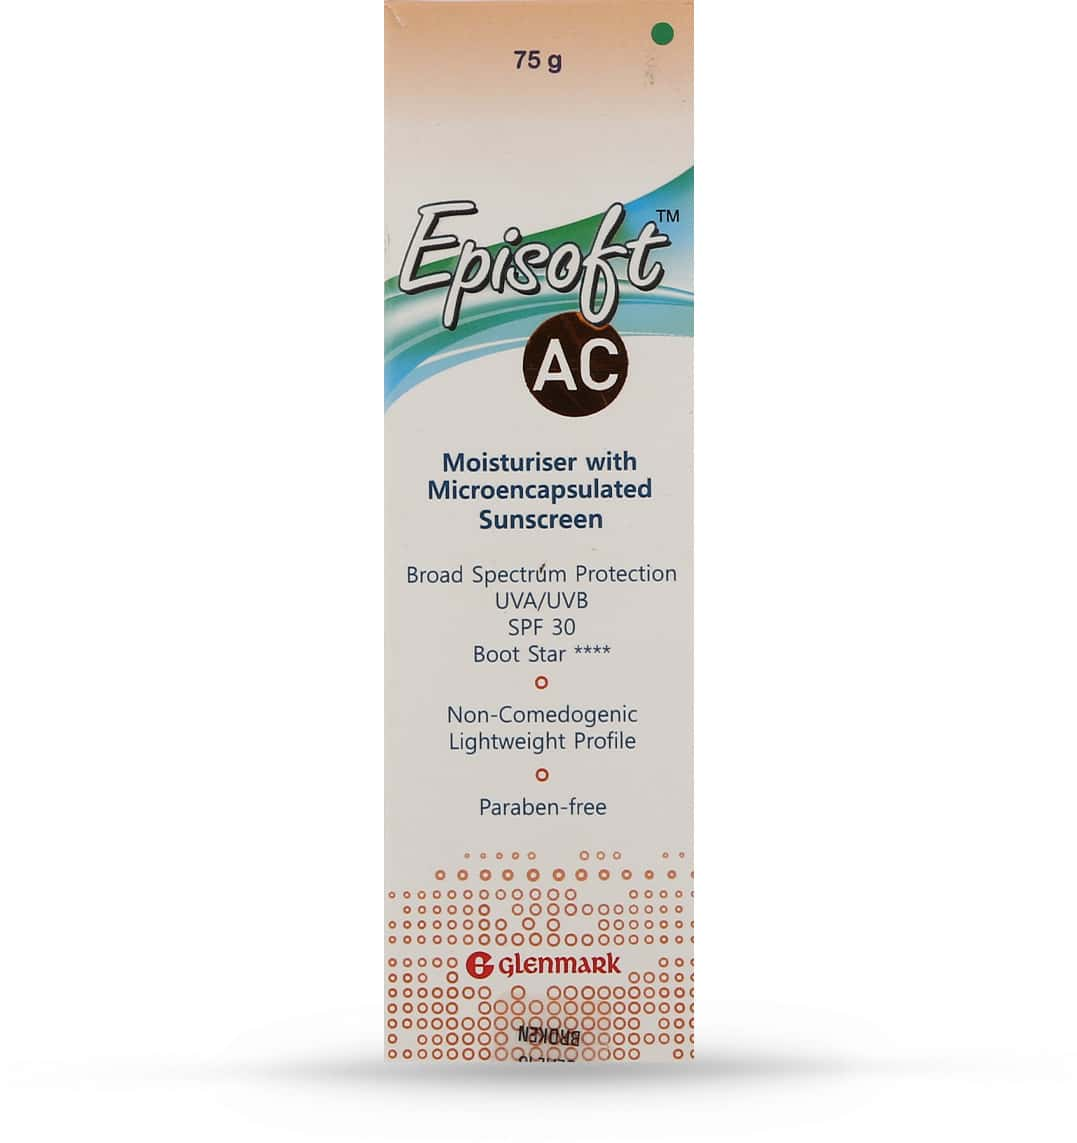 75 g
Episoft™
AC
Moisturiser with
Microencapsulated
Sunscreen
Broad Spectrum Protection
UVA/UVB
SPF 30
Boot Star ****
Non-Comedogenic
Lightweight Profile
Paraben-free
GLENMARK
BROKEN